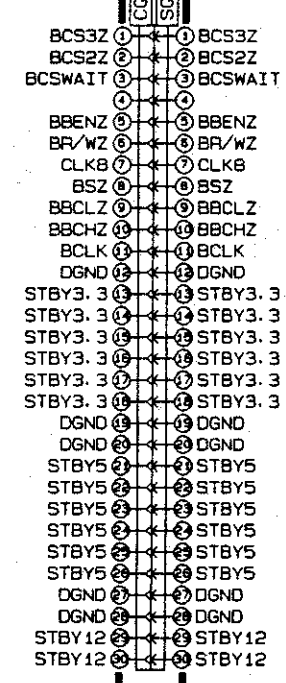 CG SG
BCS3Z 1 1 BCS3Z
BCS2Z 2 2 BCS2Z
BCSWAIT 3 3 BCSWAIT
4 4
BBENZ 5 5 BBENZ
BR/WZ 6 6 BR/WZ
CLK8 7 7 CLK8
BSZ 8 8 BSZ
BBCLZ 9 9 BBCLZ
BBCHZ 10 10 BBCHZ
BCLK 11 11 BCLK
DGND 12 12 DGND
STBY3.3 13 13 STBY3.3
STBY3.3 14 14 STBY3.3
STBY3.3 15 15 STBY3.3
STBY3.3 16 16 STBY3.3
STBY3.3 17 17 STBY3.3
STBY3.3 18 18 STBY3.3
DGND 19 19 DGND
DGND 20 20 DGND
STBY5 21 21 STBY5
STBY5 22 22 STBY5
STBY5 23 23 STBY5
STBY5 24 24 STBY5
STBY5 25 25 STBY5
STBY5 26 26 STBY5
DGND 27 27 DGND
DGND 28 28 DGND
STBY12 29 29 STBY12
STBY12 30 30 STBY12